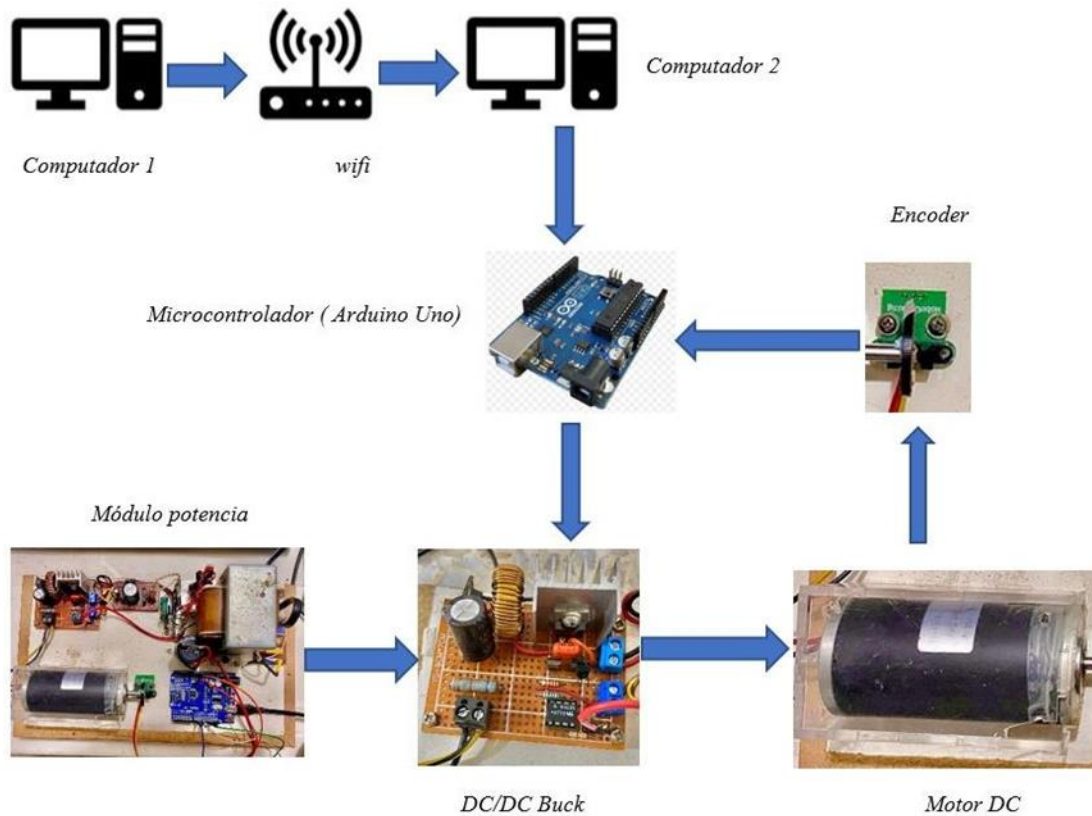 Computador 1
wifi
Computador 2
Encoder
Microcontrolador ( Arduino Uno)
Módulo potencia
DC/DC Buck
Motor DC